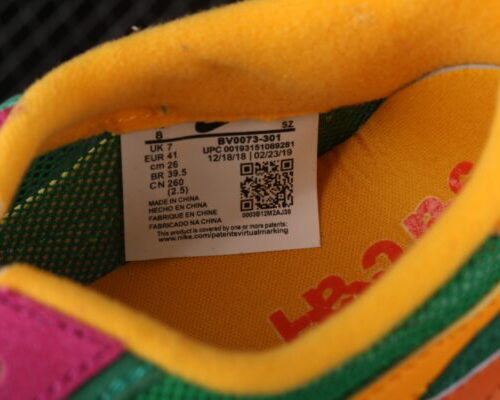 8 SZ
UK 7 BV0073-301
EUR 41 UPC 00193151089281
cm 26 12/18/18 | 02/23/19
BR 39.5
CN 260
(2.5)
MADE IN CHINA
HECHO EN CHINA
FABRIQUE EN CHINE
FABRICADO NA CHINA
0003B12M2AJ38
This product is covered by one or more patents:
www.nike.com/patentsvirtualmarking